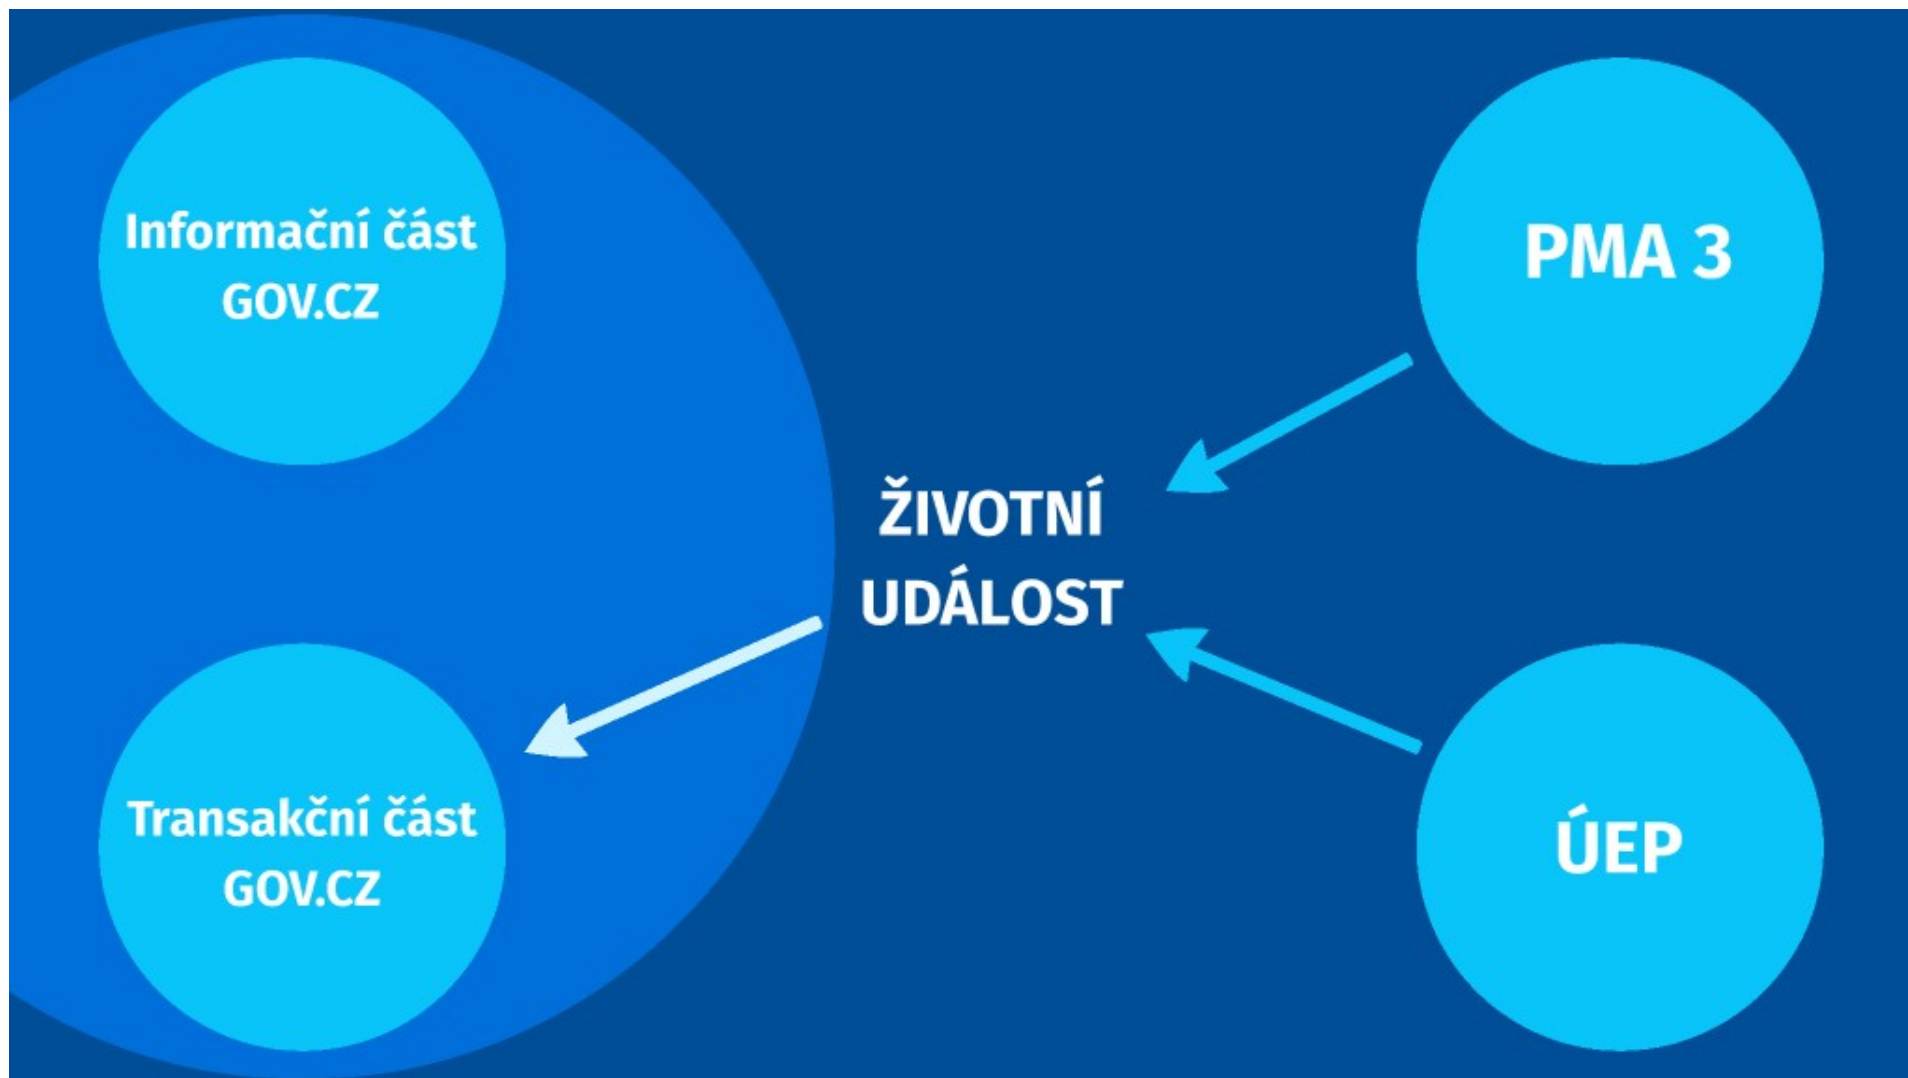 Informační část
GOV.CZ
PMA 3
ŽIVOTNÍ
UDÁLOST
Transakční část
GOV.CZ
ÚEP